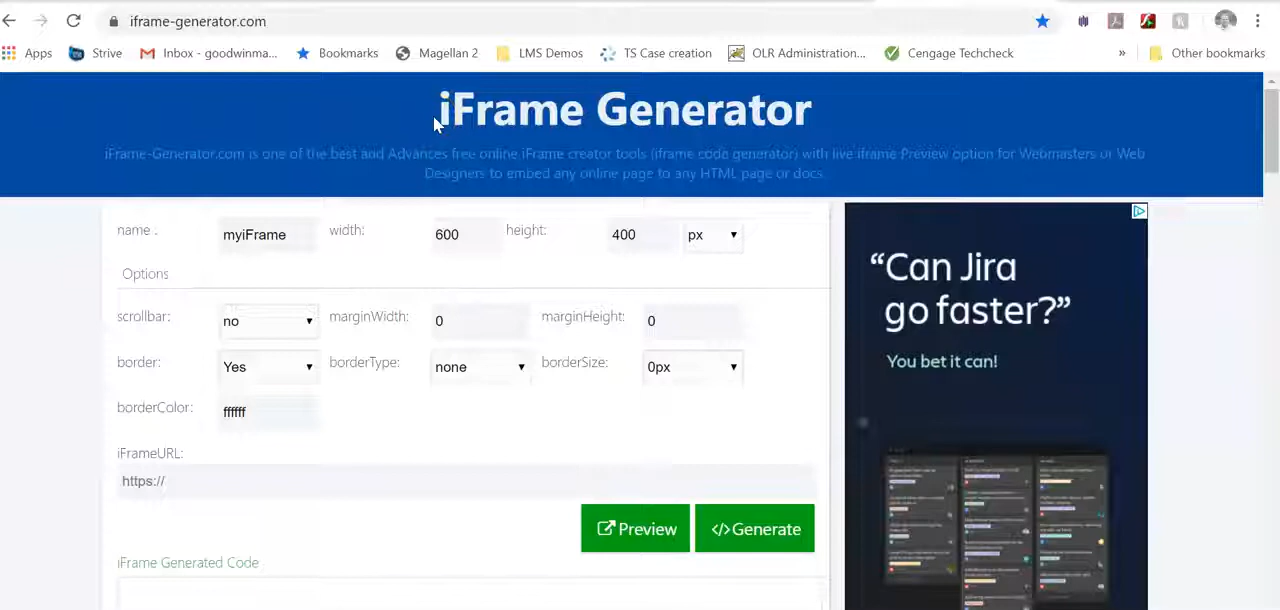 iframe-generator.com
Apps
Strive
Inbox - goodwinma...
Bookmarks
Magellan 2
LMS Demos
TS Case creation
OLR Administration...
Cengage Techcheck
»
Other bookmarks
iFrame Generator
iFrame-Generator.com is one of the best and Advances free online iFrame creator tools (iframe code generator) with live iframe Preview option for Webmasters or Web
Designers to embed any online page to any HTML page or docs.
name .
myiFrame
width:
600
height:
400
px
Options
scrollbar:
no
marginWidth:
0
marginHeight:
0
border:
Yes
borderType:
none
borderSize:
0px
borderColor:
ffffff
iFrameURL:
https://
Preview
</>Generate
iFrame Generated Code
“Can Jira
go faster?”
You bet it can!